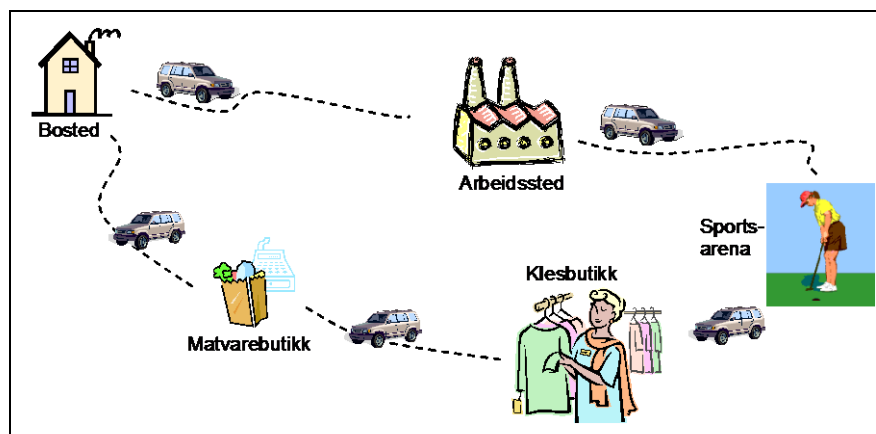 Bosted
Arbeidssted
Sports-
arena
Klesbutikk
Matvarebutikk